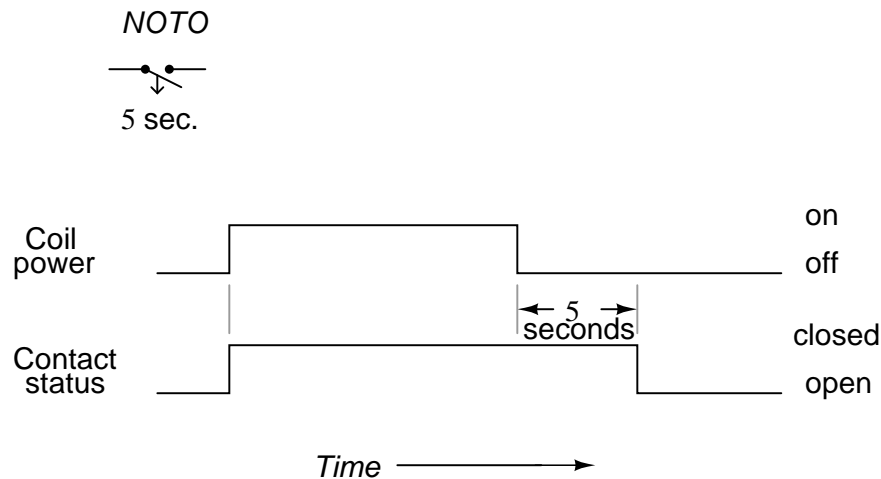 NOTO
5 sec.
Coil
power
on
off
5
seconds
Contact
status
closed
open
Time